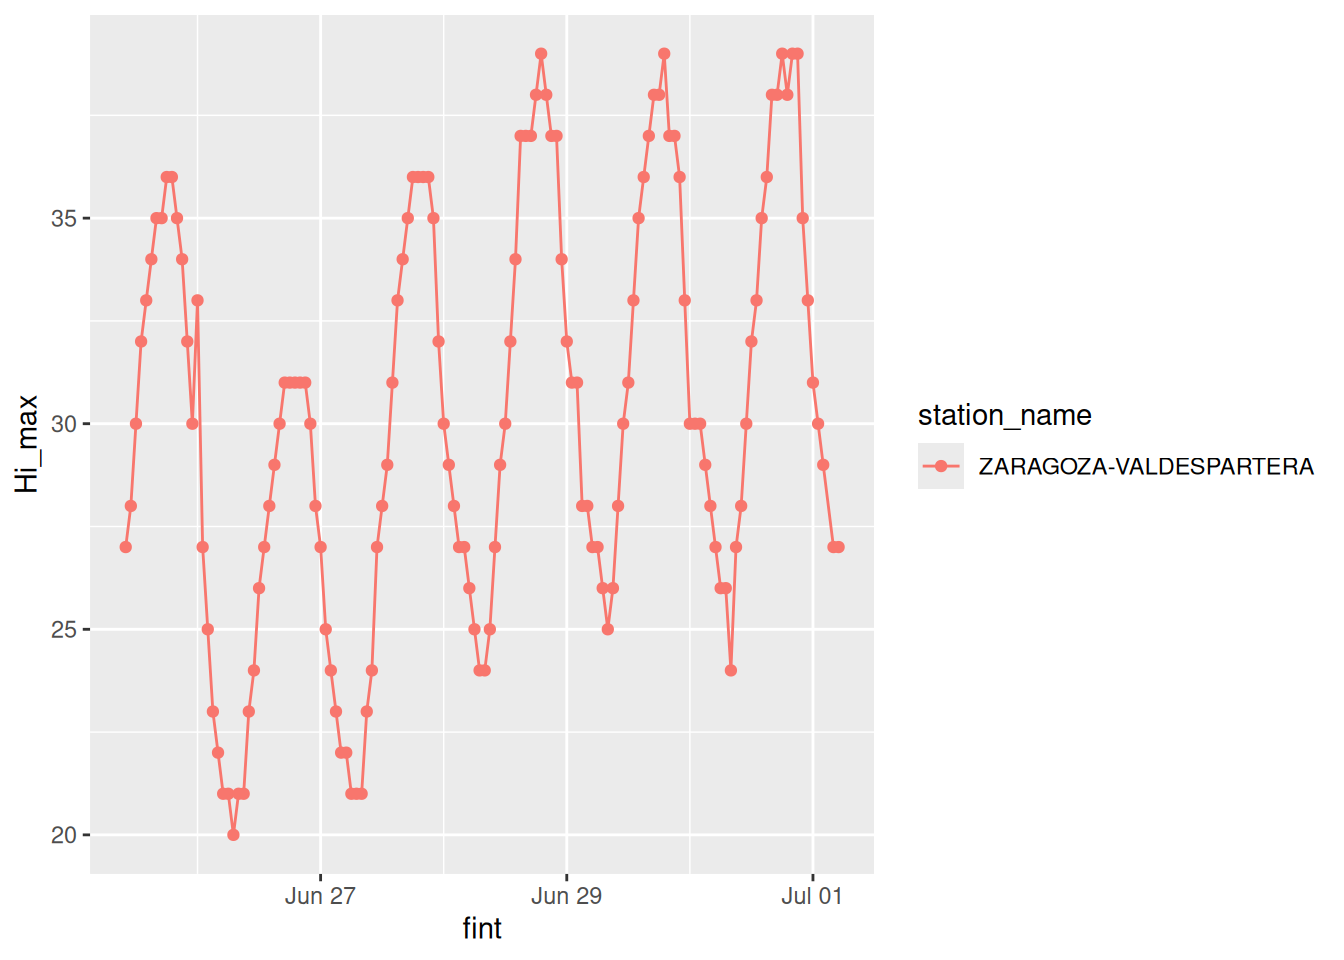 Hi_max
35
30
25
20
Jun 27
Jun 29
Jul 01
fint
station_name
ZARAGOZA-VALDESPARTERA